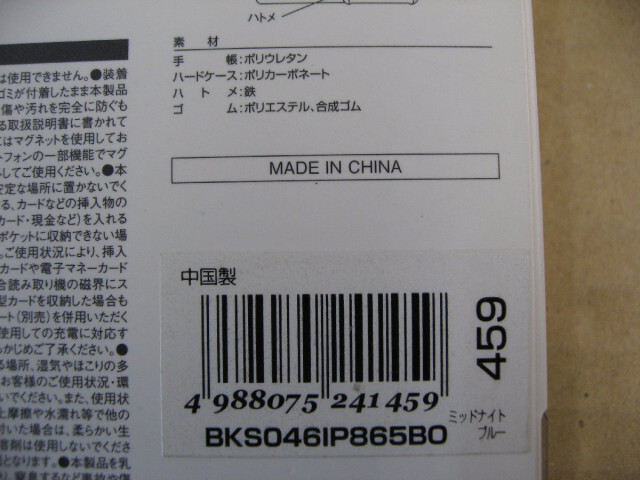 ハトメ
素材
手　帳:ポリウレタン
ハードケース:ポリカーボネート
ハトメ:鉄
ゴム:ポリエステル、合成ゴム
MADE IN CHINA
は使用できません。●装着
ゴミが付着したまま本製品
傷や汚れを完全に防ぐも
る取扱説明書に書かれて
にはマグネットを使用してお
トフォンの一部機能でマグ
してご使用ください。●本
安定な場所に置かないでく
る、カードなどの挿入物の
カード・現金など)を入れる
ポケットに収納できない場
。ご使用状況により、挿入
カードや電子マネーカード
合読み取り機の磁界にス
型カードを収納した場合も
ート(別売)を併用いただく
使用しての充電に対応す
らかじめご了承ください。●
る場所、湿気やほこりの多
お客様のご使用状況・環
いでください。また、使用状
上摩擦や水濡れ等で他の
付いた場合は、柔らかい生
溶剤は使用しないでくださ
となります。●本製品を乳
中国製
4 988075 241459
BKS046IP865BO
459
ミッドナイト
ブルー